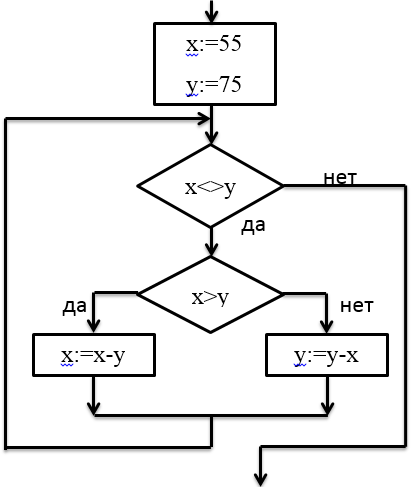 x:=55
y:=75
x<>y
нет
да
x>y
да
нет
x:=x-y
y:=y-x